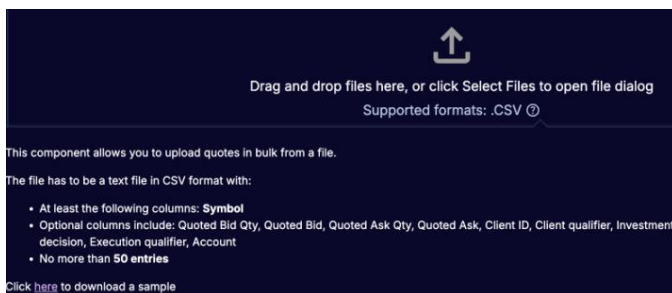 Drag and drop files here, or click Select Files to open file dialog
Supported formats: .CSV ?
This component allows you to upload quotes in bulk from a file.
The file has to be a text file in CSV format with:
• At least the following columns: Symbol
• Optional columns include: Quoted Bid Qty, Quoted Bid, Quoted Ask Qty, Quoted Ask, Client ID, Client qualifier, Investment
decision, Execution qualifier, Account
• No more than 50 entries
Click here to download a sample